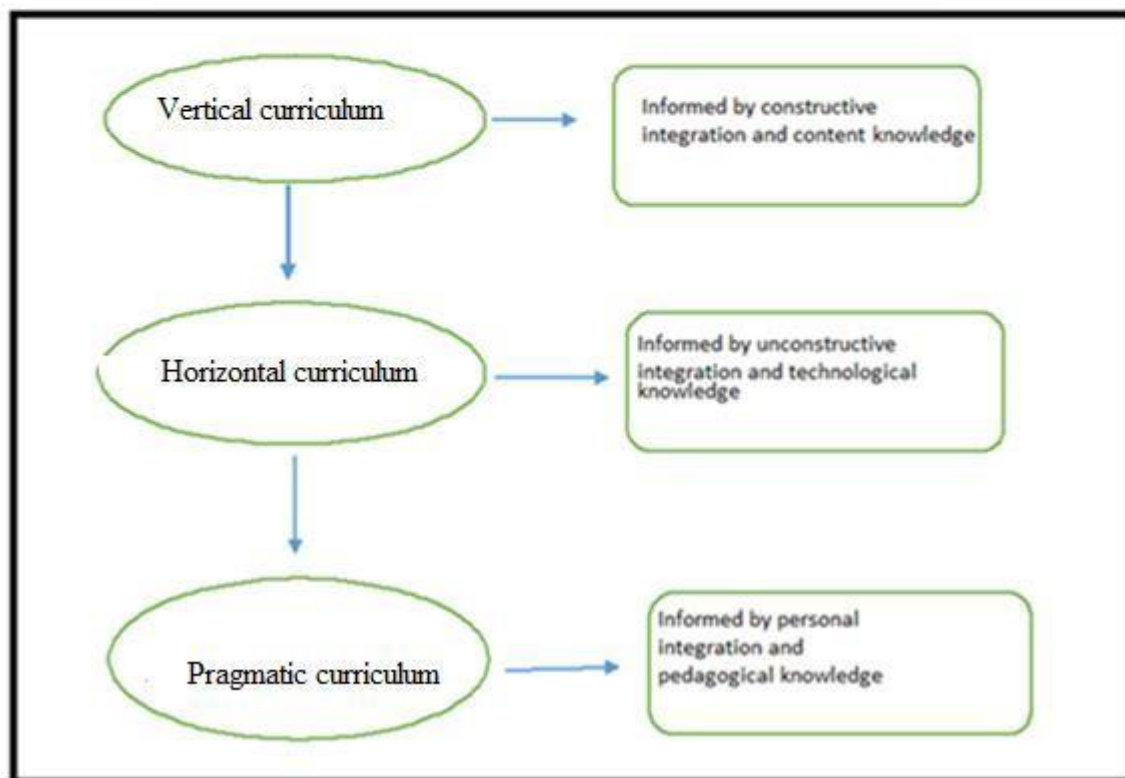 Vertical curriculum
Informed by constructive
integration and content knowledge
Horizontal curriculum
Informed by unconstructive
integration and technological
knowledge
Pragmatic curriculum
Informed by personal
integration and
pedagogical knowledge